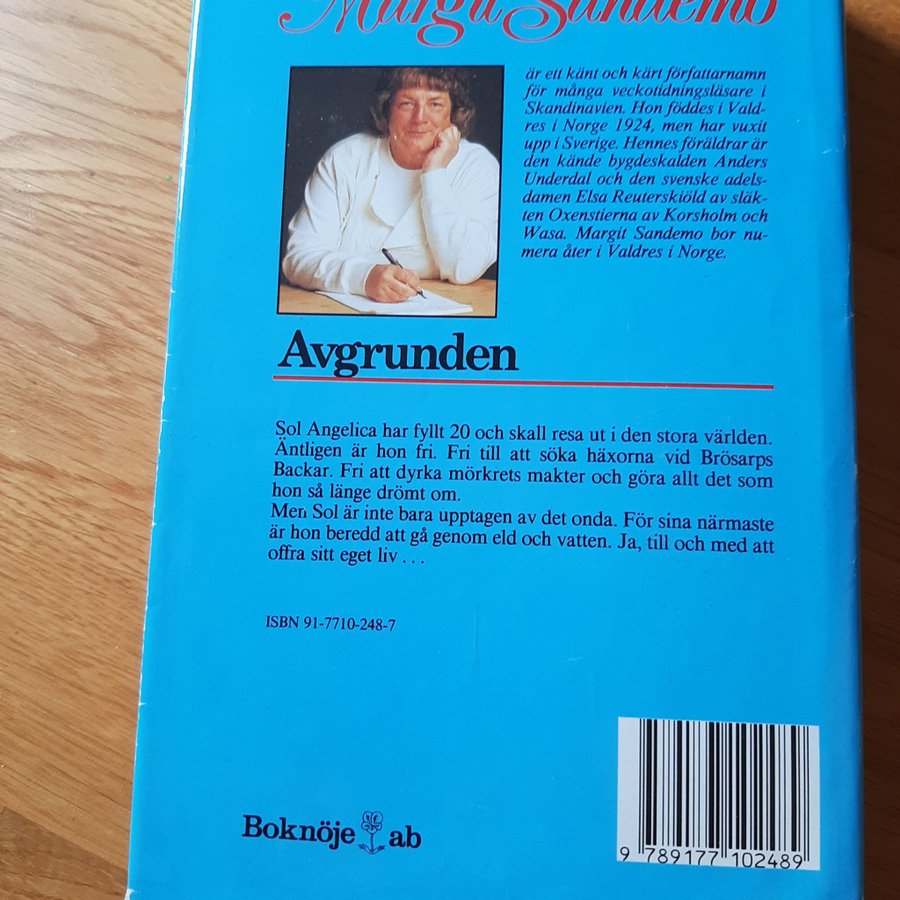 Margit Sandemo
är ett känt och kärt författarnamn
för många veckotidningsläsare i
Skandinavien. Hon föddes i Vald-
res i Norge 1924, men har vuxit
upp i Sverige. Hennes föräldrar är
den kände bygdeskalden Anders
Underdal och den svenske adels-
damen Elsa Reuterskiöld av släk-
ten Oxenstierna av Korsholm och
Wasa. Margit Sandemo bor nu-
mera åter i Valdres i Norge.
Avgrunden
Sol Angelica har fyllt 20 och skall resa ut i den stora världen.
Äntligen är hon fri. Fri till att söka häxorna vid Brösarps
Backar. Fri att dyrka mörkrets makter och göra allt det som
hon så länge drömt om.
Men Sol är inte bara upptagen av det onda. För sina närmaste
är hon beredd att gå genom eld och vatten. Ja, till och med att
offra sitt eget liv . . .
ISBN 91-7710-248-7
Boknöje ab
9 789177 102489